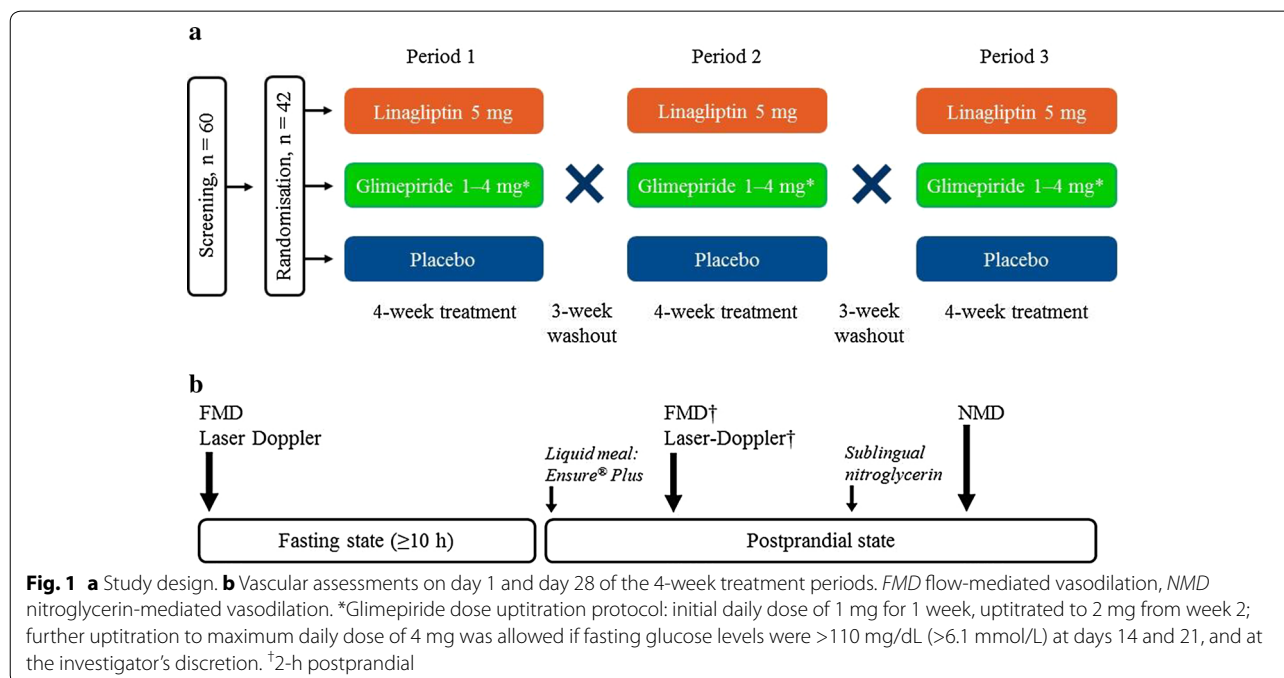 a
Period 1 Period 2 Period 3
Screening, n = 60
Randomisation, n = 42
Linagliptin 5 mg Linagliptin 5 mg Linagliptin 5 mg
Glimepiride 1–4 mg* Glimepiride 1–4 mg* Glimepiride 1–4 mg*
Placebo Placebo Placebo
4-week treatment 3-week washout 4-week treatment 3-week washout 4-week treatment
b
FMD
Laser Doppler
Liquid meal:
Ensure® Plus
FMD†
Laser-Doppler†
Sublingual
nitroglycerin
NMD
Fasting state (≥10 h) Postprandial state
Fig. 1 a Study design. b Vascular assessments on day 1 and day 28 of the 4-week treatment periods. FMD flow-mediated vasodilation, NMD
nitroglycerin-mediated vasodilation. *Glimepiride dose uptitration protocol: initial daily dose of 1 mg for 1 week, uptitrated to 2 mg from week 2;
further uptitration to maximum daily dose of 4 mg was allowed if fasting glucose levels were >110 mg/dL (>6.1 mmol/L) at days 14 and 21, and at
the investigator's discretion. †2-h postprandial